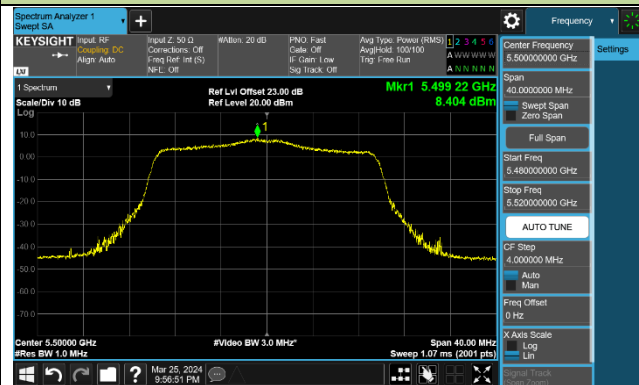 Spectrum Analyzer 1
Swept SA
+
Frequency
KEYSIGHT
Input: RF
Coupling: DC
Align: Auto
Input Z: 50 Ω
Corrections: Off
Freq Ref: Int (S)
NFE: Off
#Atten: 20 dB
PNO: Fast
Gate: Off
IF Gain: Low
Sig Track: Off
Avg Type: Power (RMS)
Avg|Hold: 100/100
Trig: Free Run
1 2 3 4 5 6
A W W W W W
A N N N N N
LXI
1 Spectrum
Scale/Div 10 dB
Log
Ref Lvl Offset 23.00 dB
Ref Level 20.00 dBm
Mkr1 5.499 22 GHz
8.404 dBm
1
10.0
0.00
-10.0
-20.0
-30.0
-40.0
-50.0
-60.0
-70.0
Center 5.50000 GHz
#Res BW 1.0 MHz
#Video BW 3.0 MHz*
Span 40.00 MHz
Sweep 1.07 ms (2001 pts)
Mar 25, 2024
9:56:51 PM
?
Center Frequency
5.500000000 GHz
Settings
Span
40.0000000 MHz
Swept Span
Zero Span
Full Span
Start Freq
5.480000000 GHz
Stop Freq
5.520000000 GHz
AUTO TUNE
CF Step
4.000000 MHz
Auto
Man
Freq Offset
0 Hz
X Axis Scale
Log
Lin
Signal Track
(Span Zoom)